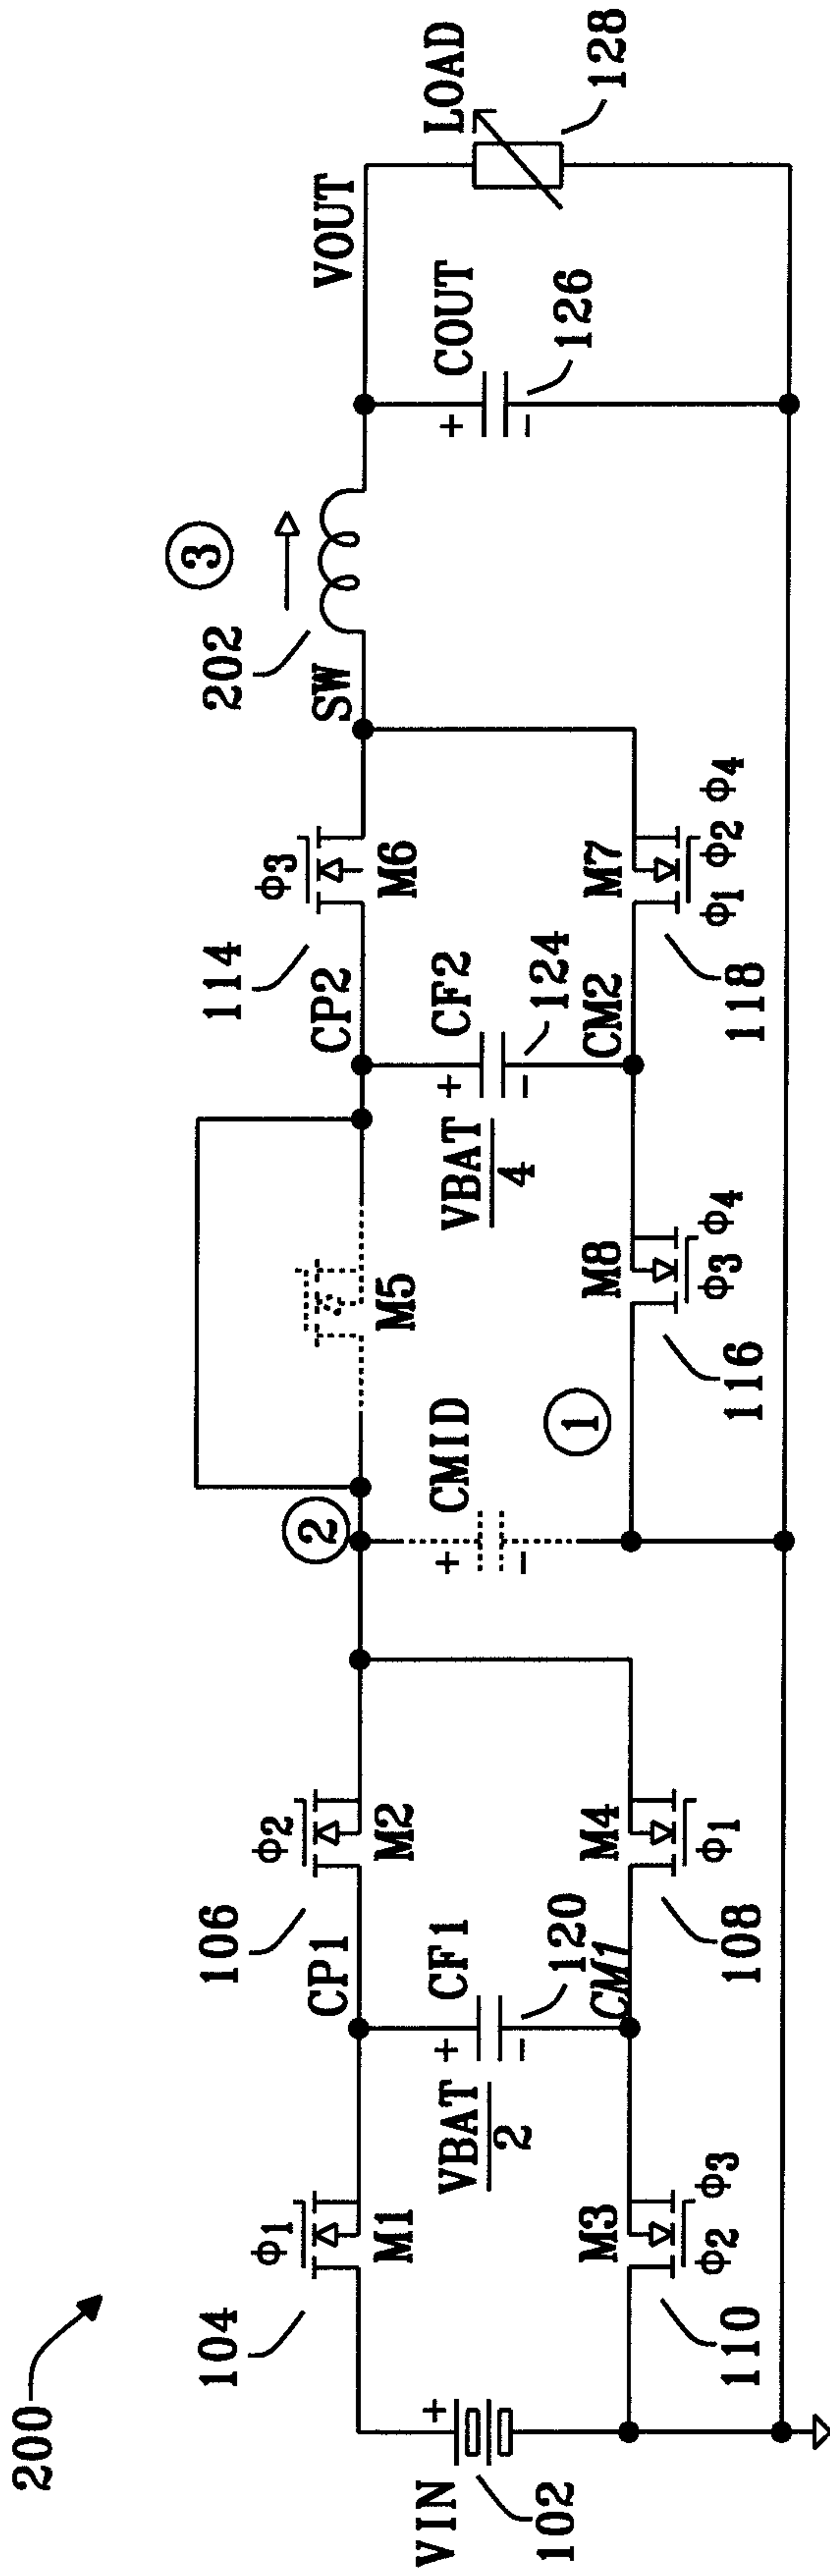 200
VIN
102
104
ϕ1
M1
CP1
VBAT
2
CF1
120
CM1
M3
ϕ2
ϕ3
110
106
ϕ2
M2
M4
ϕ1
108
2
CMID
1
M5
M8
ϕ3
ϕ4
116
VBAT
4
CP2
CF2
124
CM2
114
ϕ3
M6
M7
ϕ1
ϕ2
ϕ4
118
SW
202
3
VOUT
COUT
126
LOAD
128